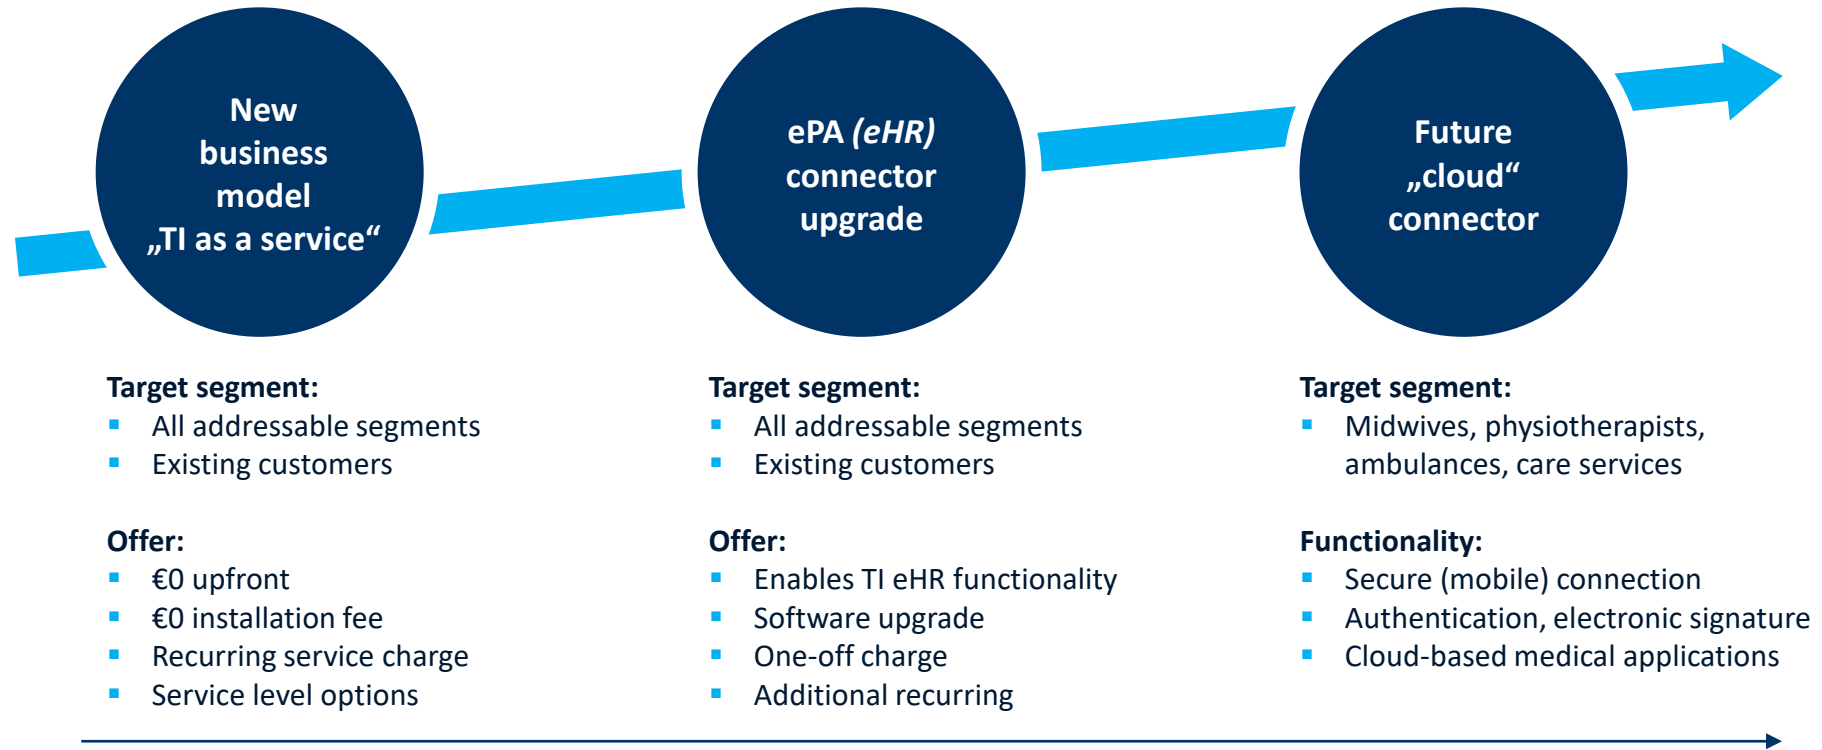 New
business
model
„TI as a service“
ePA (eHR)
connector
upgrade
Future
„cloud“
connector
Target segment:
▪ All addressable segments
▪ Existing customers
Offer:
▪ €0 upfront
▪ €0 installation fee
▪ Recurring service charge
▪ Service level options
Target segment:
▪ All addressable segments
▪ Existing customers
Offer:
▪ Enables TI eHR functionality
▪ Software upgrade
▪ One-off charge
▪ Additional recurring
Target segment:
▪ Midwives, physiotherapists,
ambulances, care services
Functionality:
▪ Secure (mobile) connection
▪ Authentication, electronic signature
▪ Cloud-based medical applications